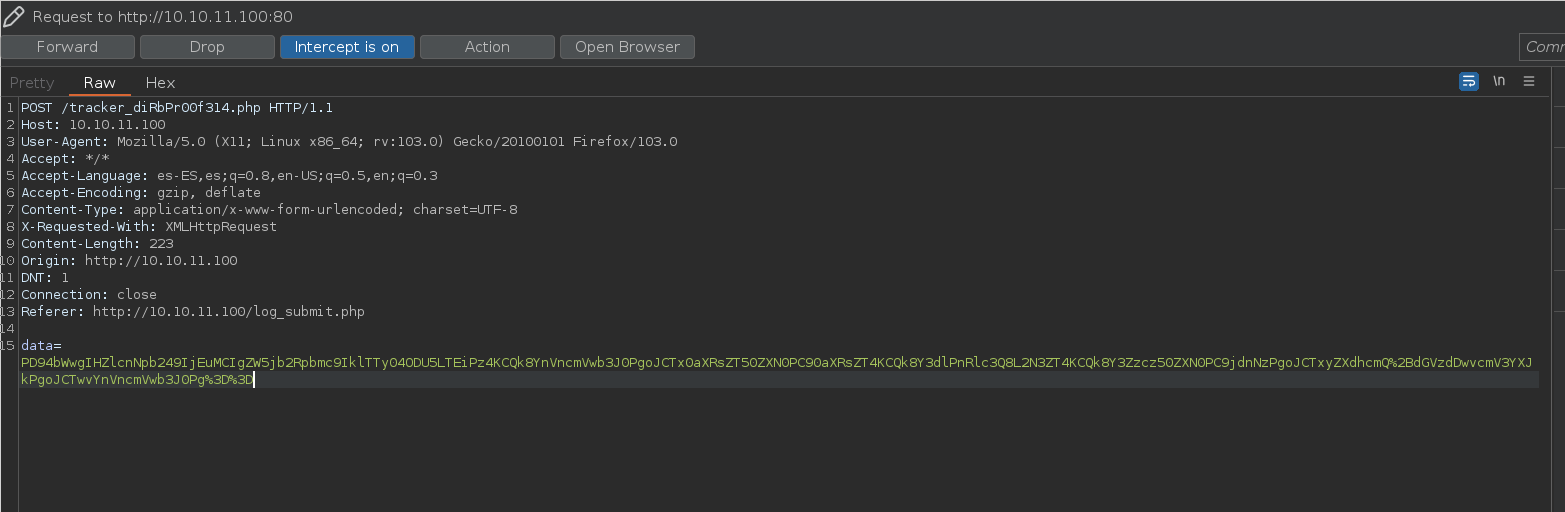 Request to http://10.10.11.100:80
Forward Drop Intercept is on Action Open Browser
Pretty Raw Hex \n
1 POST /tracker_diRbPr00f314.php HTTP/1.1
2 Host: 10.10.11.100
3 User-Agent: Mozilla/5.0 (X11; Linux x86_64; rv:103.0) Gecko/20100101 Firefox/103.0
4 Accept: */*
5 Accept-Language: es-ES,es;q=0.8,en-US;q=0.5,en;q=0.3
6 Accept-Encoding: gzip, deflate
7 Content-Type: application/x-www-form-urlencoded; charset=UTF-8
8 X-Requested-With: XMLHttpRequest
9 Content-Length: 223
10 Origin: http://10.10.11.100
11 DNT: 1
12 Connection: close
13 Referer: http://10.10.11.100/log_submit.php
14
15 data=
PD94bWwgIHZlcnNpb249IjEuMCIgZW5jb2Rpbmc9IklTTy04ODU5LTEiPz4KCQk8YnVncmVwb3J0PgoJCTx0aXRsZT50ZXN0PC90aXRsZT4KCQk8Y3dlPnRlc3Q8L2N3ZT4KCQk8Y3Zzcz50ZXN0PC9jdnNzPgoJCTxyZXdhcmQ%2BdGVzdDwvcmV3YXJ
kPgoJCTwvYnVncmVwb3J0Pg%3D%3D